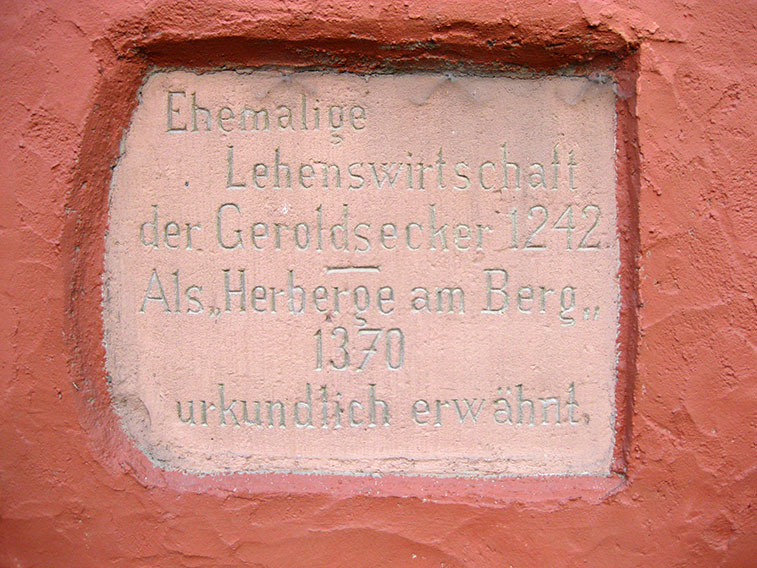 Ehemalige
Lehenswirtschaft
der Geroldsecker 1242.
Als „Herberge am Berg„
1370
urkundlich erwähnt.